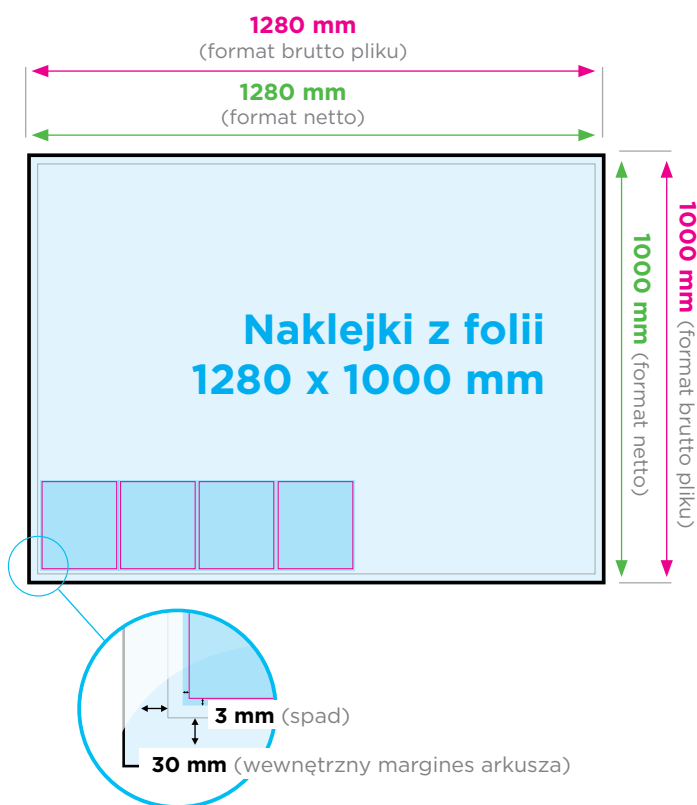 1280 mm
(format brutto pliku)
1280 mm
(format netto)
1000 mm (format netto)
1000 mm (format brutto pliku)
Naklejki z folii
1280 x 1000 mm
3 mm (spad)
30 mm (wewnętrzny margines arkusza)